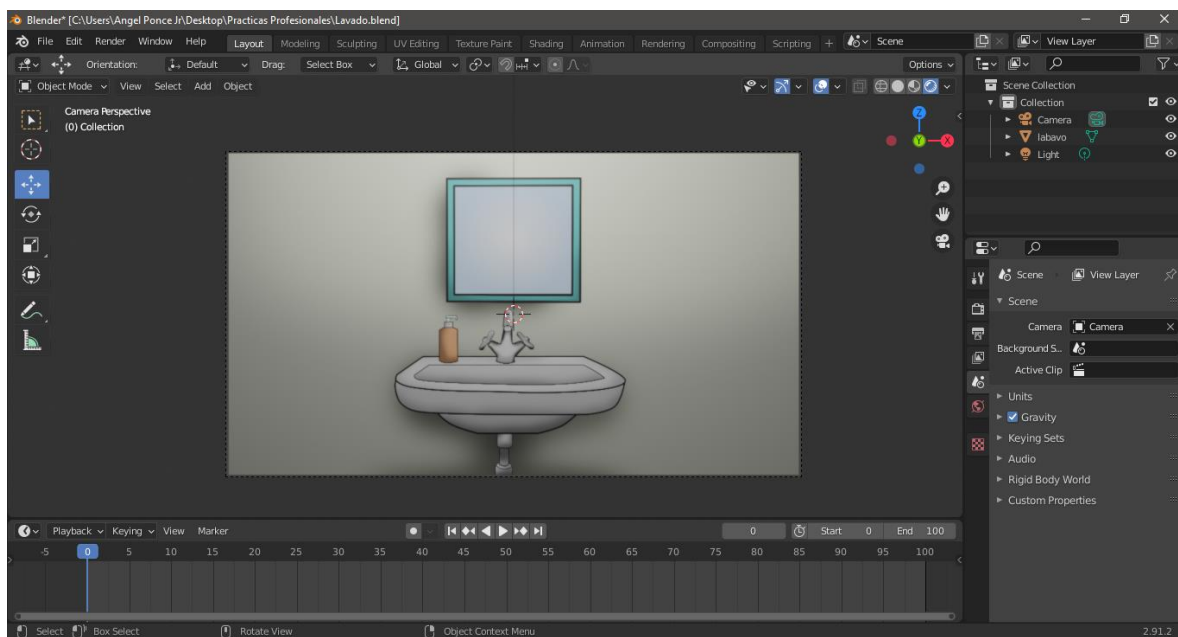 Blender* [C:\Users\Angel Ponce Jr\Desktop\Practicas Profesionales\Lavado.blend]
File Edit Render Window Help Layout Modeling Sculpting UV Editing Texture Paint Shading Animation Rendering Compositing Scripting + Scene View Layer
Orientation: Default Drag: Select Box Global Options
Object Mode View Select Add Object
Camera Perspective
(0) Collection
Z
Y
X
Scene Collection
Collection
Camera
labavo
Light
Scene View Layer
Scene
Camera Camera
Background S...
Active Clip
Units
Gravity
Keying Sets
Audio
Rigid Body World
Custom Properties
Playback Keying View Marker 0 Start 0 End 100
-5 0 5 10 15 20 25 30 35 40 45 50 55 60 65 70 75 80 85 90 95 100
Select Box Select Rotate View Object Context Menu 2.91.2